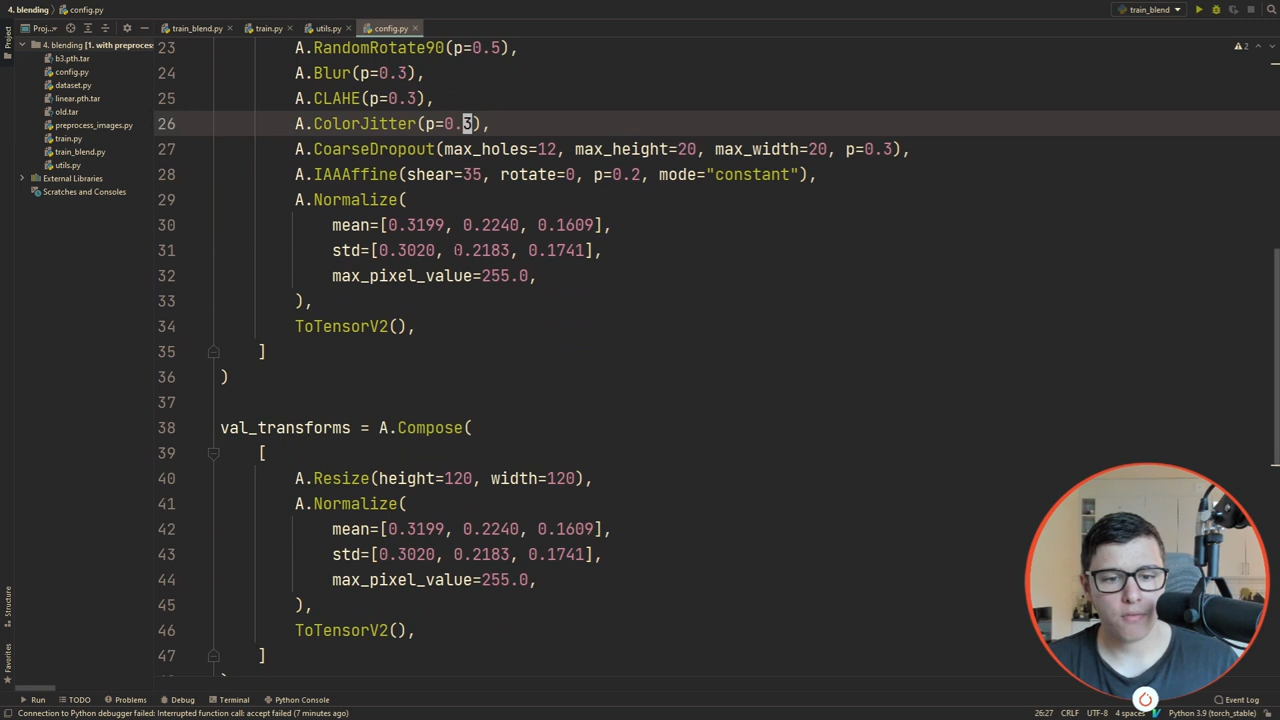 4. blending
config.py
train_blend
Proj...
train_blend.py
train.py
utils.py
config.py
Project
4. blending [1. with preprocess
b3.pth.tar
config.py
dataset.py
linear.pth.tar
old.tar
preprocess_images.py
train.py
train_blend.py
utils.py
External Libraries
Scratches and Consoles
2
23 A.RandomRotate90(p=0.5),
24 A.Blur(p=0.3),
25 A.CLAHE(p=0.3),
26 A.ColorJitter(p=0.3),
27 A.CoarseDropout(max_holes=12, max_height=20, max_width=20, p=0.3),
28 A.IAAAffine(shear=35, rotate=0, p=0.2, mode="constant"),
29 A.Normalize(
30 mean=[0.3199, 0.2240, 0.1609],
31 std=[0.3020, 0.2183, 0.1741],
32 max_pixel_value=255.0,
33 ),
34 ToTensorV2(),
35 ]
36 )
37
38 val_transforms = A.Compose(
39 [
40 A.Resize(height=120, width=120),
41 A.Normalize(
42 mean=[0.3199, 0.2240, 0.1609],
43 std=[0.3020, 0.2183, 0.1741],
44 max_pixel_value=255.0,
45 ),
46 ToTensorV2(),
47 ]
Structure
Favorites
Run
TODO
Problems
Debug
Terminal
Python Console
Event Log
Connection to Python debugger failed: Interrupted function call: accept failed (7 minutes ago)
26:27 CRLF UTF-8 4 spaces Python 3.9 (torch_stable)